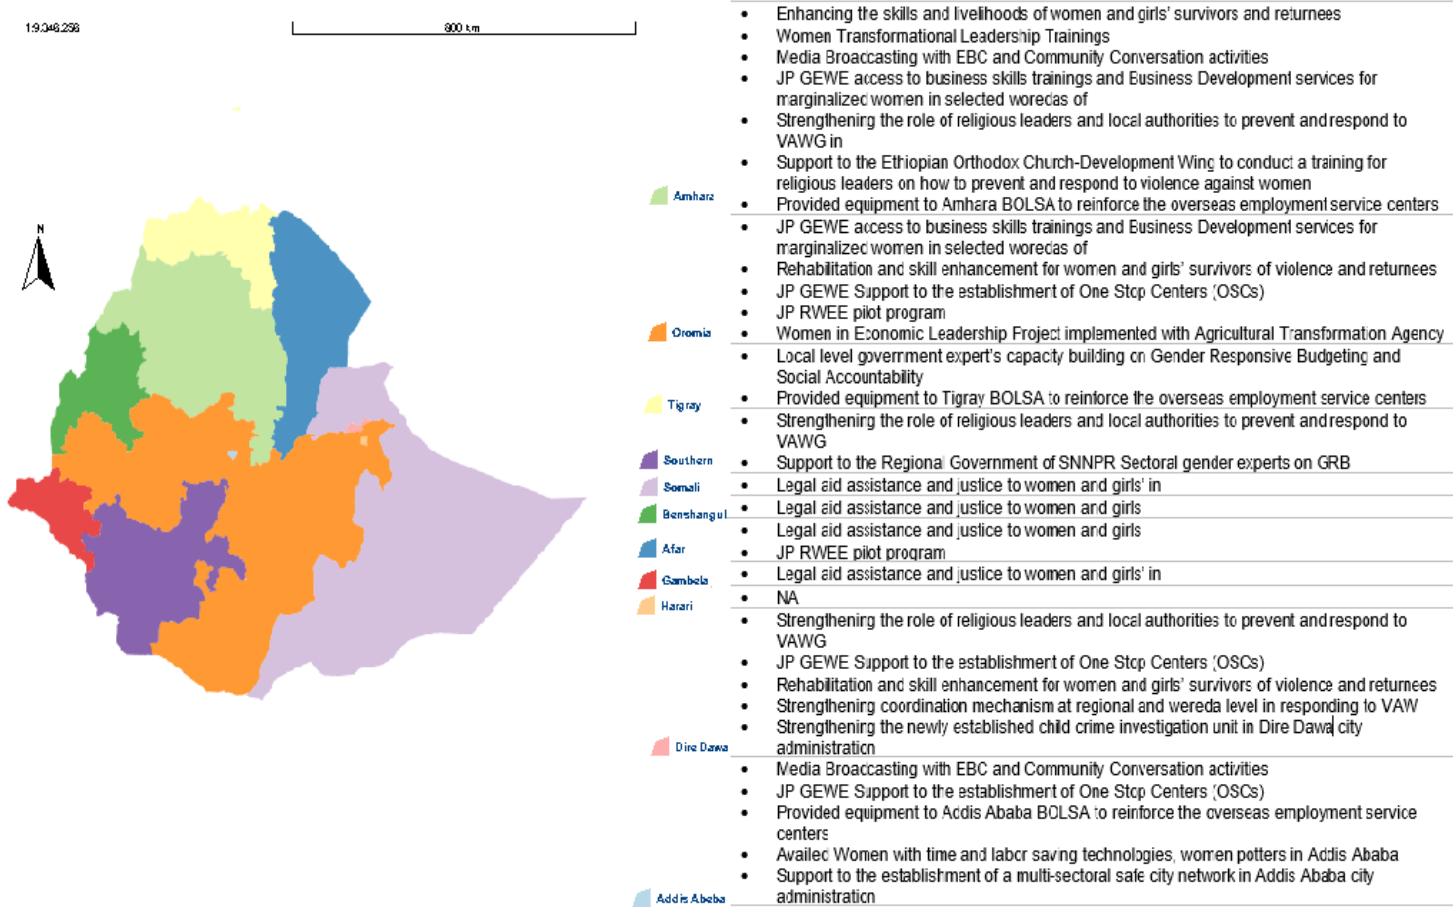 1:9,046,256
800 km
N
• Enhancing the skills and livelihoods of women and girls' survivors and returnees
• Women Transformational Leadership Trainings
• Media Broadcasting with EBC and Community Conversation activities
• JP GEWE access to business skills trainings and Business Development services for
marginalized women in selected woredas of
• Strengthening the role of religious leaders and local authorities to prevent and respond to
VAWG in
• Support to the Ethiopian Orthodox Church-Development Wing to conduct a training for
religious leaders on how to prevent and respond to violence against women
Amhara
• Provided equipment to Amhara BOLSA to reinforce the overseas employment service centers
• JP GEWE access to business skills trainings and Business Development services for
marginalized women in selected woredas of
• Rehabilitation and skill enhancement for women and girls' survivors of violence and returnees
• JP GEWE Support to the establishment of One Stop Centers (OSCs)
• JP RWEE pilot program
Oromia
• Women in Economic Leadership Project implemented with Agricultural Transformation Agency
• Local level government expert's capacity building on Gender Responsive Budgeting and
Social Accountability
Tigray
• Provided equipment to Tigray BOLSA to reinforce the overseas employment service centers
• Strengthening the role of religious leaders and local authorities to prevent and respond to
VAWG
Southern
• Support to the Regional Government of SNNPR Sectoral gender experts on GRB
Somali
• Legal aid assistance and justice to women and girls' in
Benshangul
• Legal aid assistance and justice to women and girls
• Legal aid assistance and justice to women and girls
Afar
• JP RWEE pilot program
Gambela
• Legal aid assistance and justice to women and girls' in
Harari
• NA
• Strengthening the role of religious leaders and local authorities to prevent and respond to
VAWG
• JP GEWE Support to the establishment of One Stop Centers (OSCs)
• Rehabilitation and skill enhancement for women and girls' survivors of violence and returnees
• Strengthening coordination mechanism at regional and wereda level in responding to VAW
• Strengthening the newly established child crime investigation unit in Dire Dawa city
administration
Dire Dawa
• Media Broadcasting with EBC and Community Conversation activities
• JP GEWE Support to the establishment of One Stop Centers (OSCs)
• Provided equipment to Addis Ababa BOLSA to reinforce the overseas employment service
centers
• Availed Women with time and labor saving technologies, women potters in Addis Ababa
• Support to the establishment of a multi-sectoral safe city network in Addis Ababa city
administration
Addis Abeba